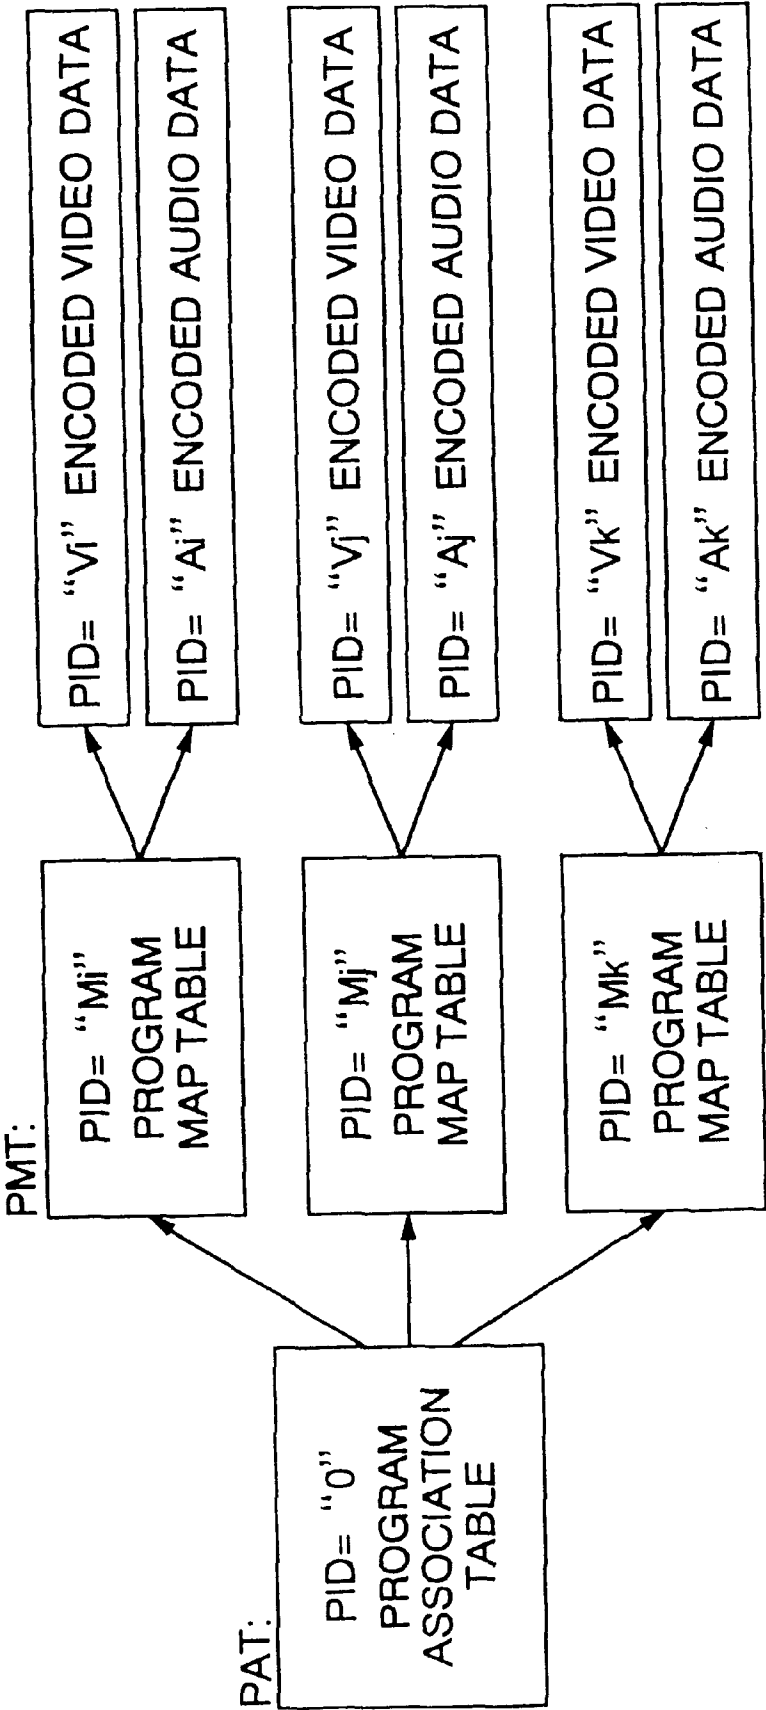 PAT:
PID= "0"
PROGRAM
ASSOCIATION
TABLE
PMT:
PID= "Mi"
PROGRAM
MAP TABLE
PID= "Mj"
PROGRAM
MAP TABLE
PID= "Mk"
PROGRAM
MAP TABLE
PID= "Vi" ENCODED VIDEO DATA
PID= "Ai" ENCODED AUDIO DATA
PID= "Vj" ENCODED VIDEO DATA
PID= "Aj" ENCODED AUDIO DATA
PID= "Vk" ENCODED VIDEO DATA
PID= "Ak" ENCODED AUDIO DATA